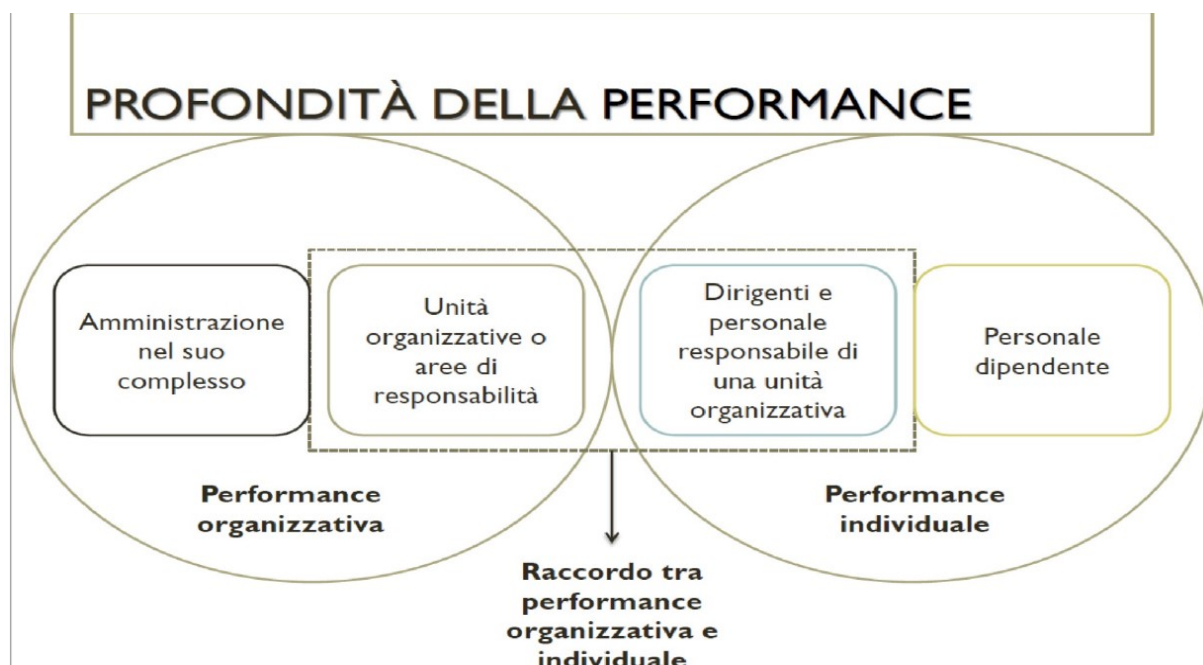 PROFONDITÀ DELLA PERFORMANCE
Amministrazione
nel suo
complesso
Unità
organizzative o
aree di
responsabilità
Dirigenti e
personale
responsabile di
una unità
organizzativa
Personale
dipendente
Performance
organizzativa
Performance
individuale
Raccordo tra
performance
organizzativa e
individuale